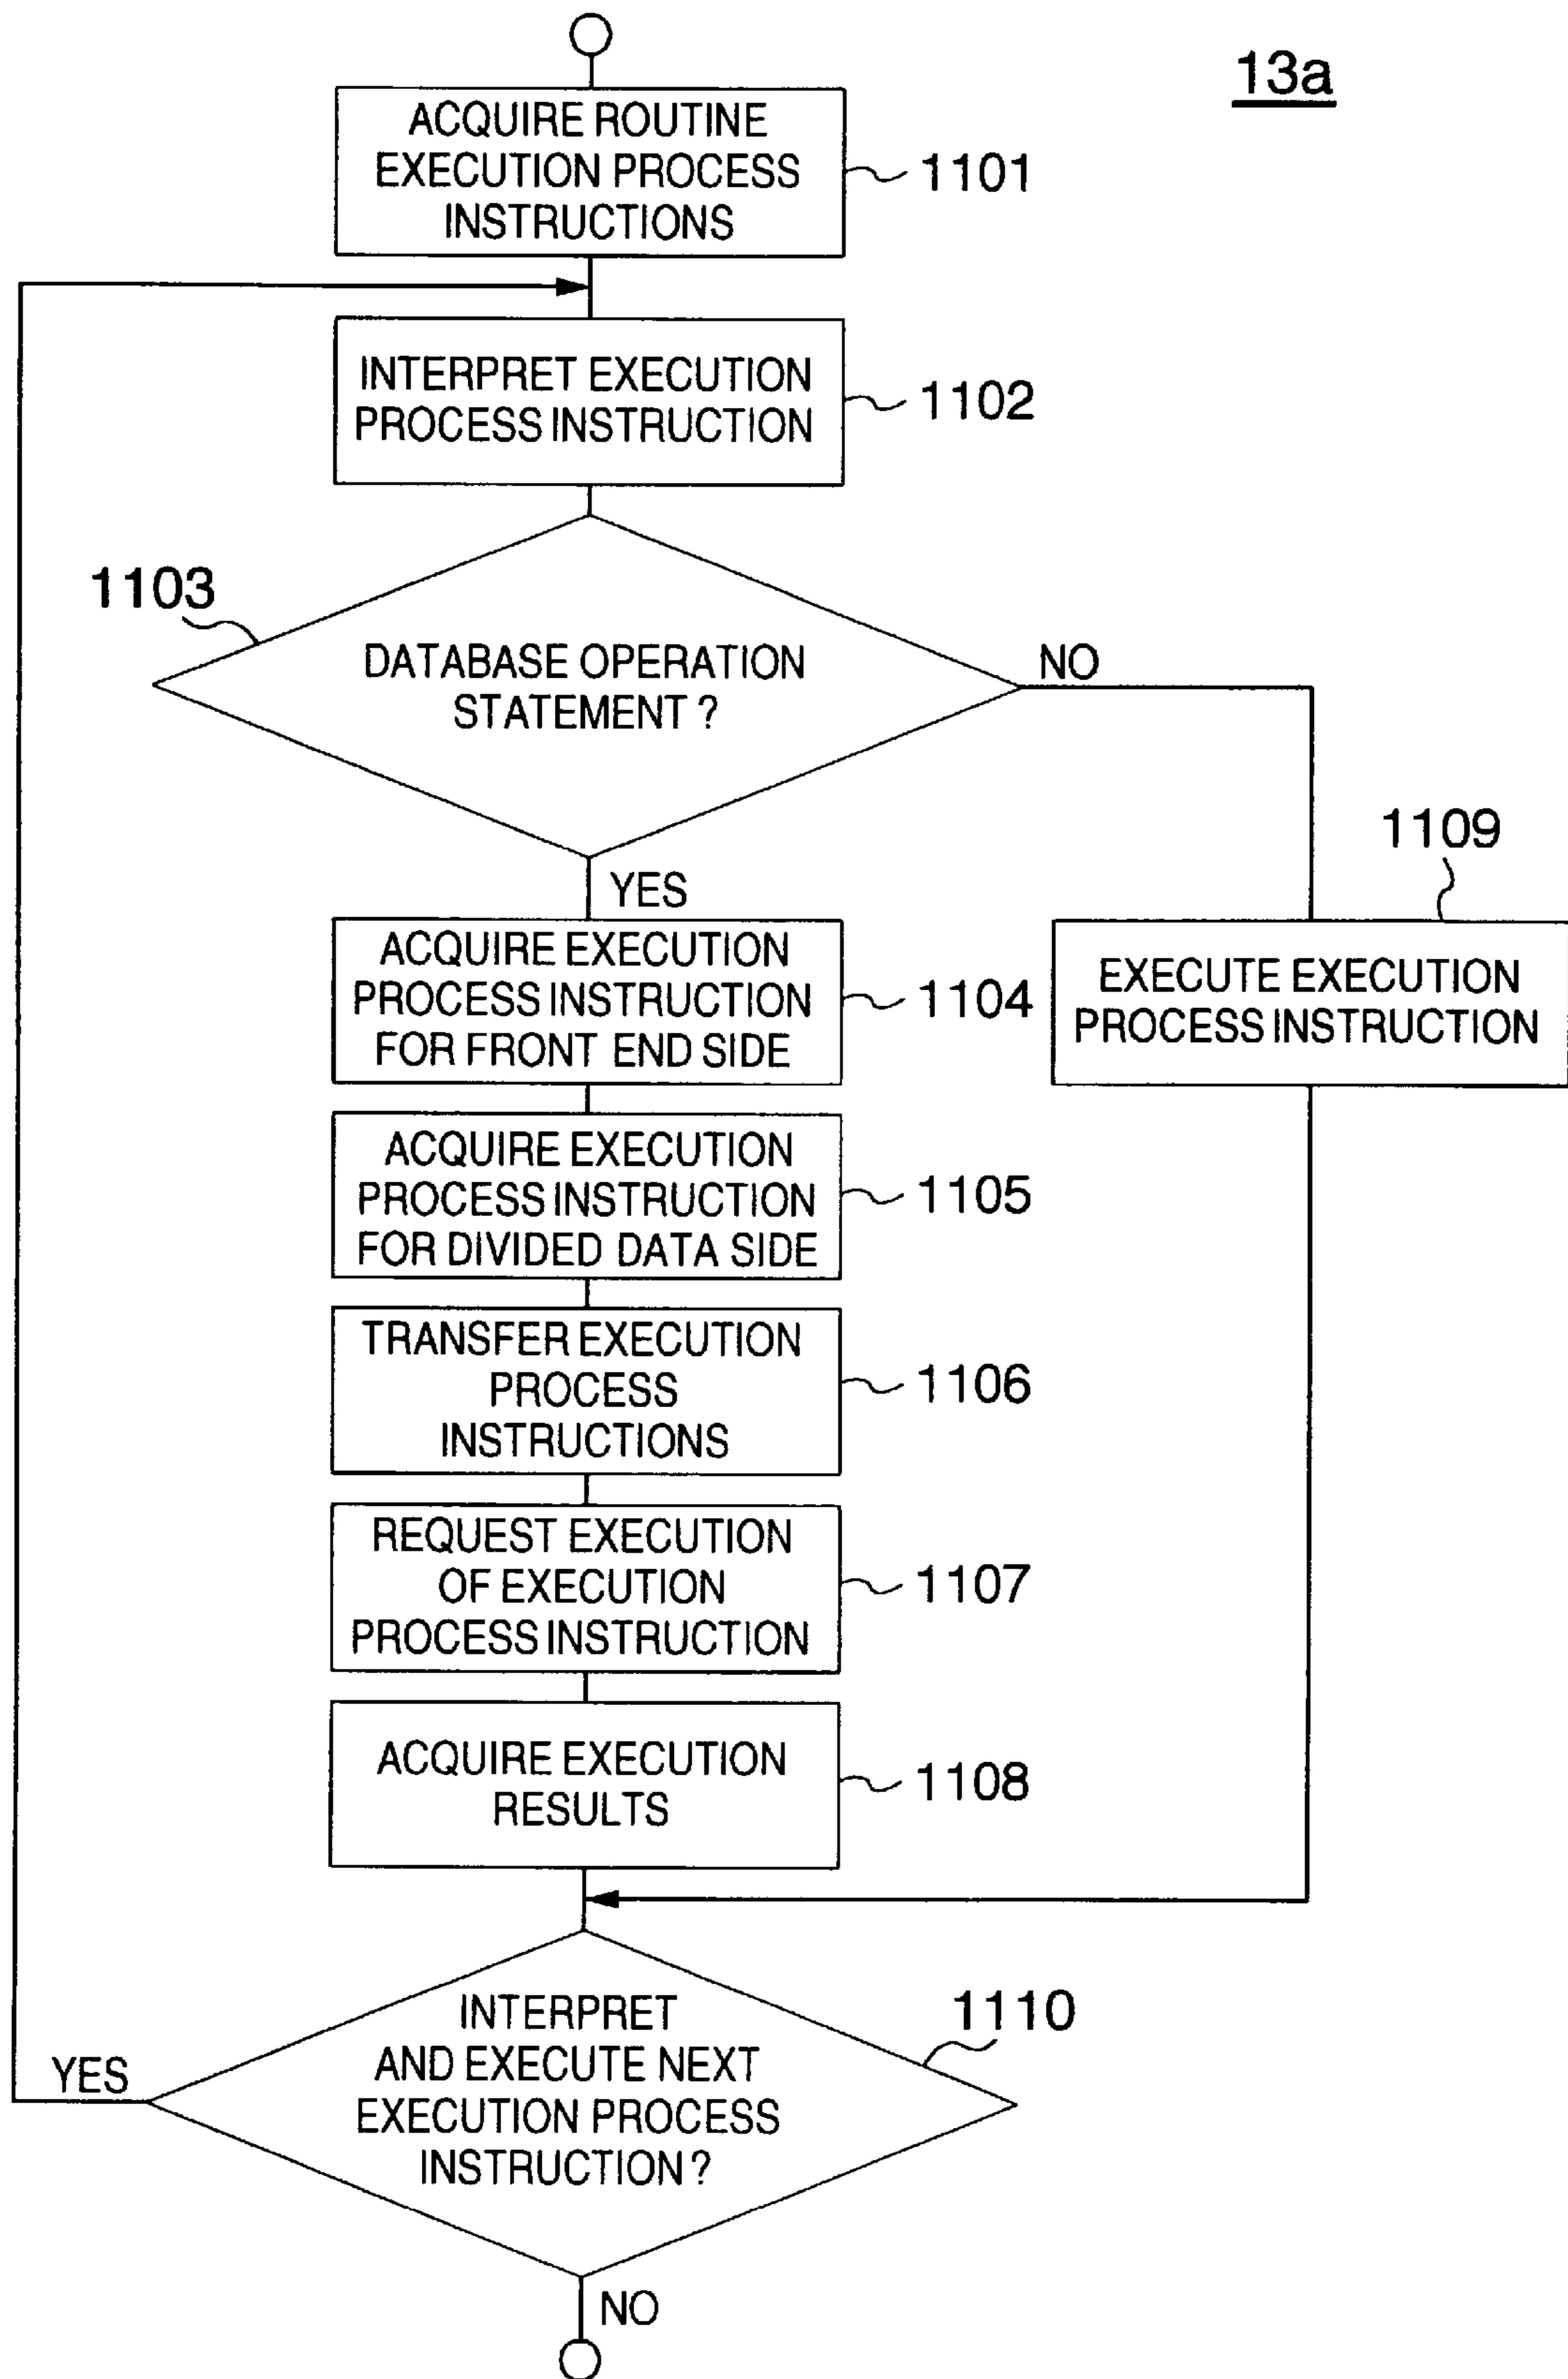 13a
ACQUIRE ROUTINE
EXECUTION PROCESS
INSTRUCTIONS
1101
INTERPRET EXECUTION
PROCESS INSTRUCTION
1102
1103
DATABASE OPERATION
STATEMENT ?
NO
YES
1109
ACQUIRE EXECUTION
PROCESS INSTRUCTION
FOR FRONT END SIDE
1104
EXECUTE EXECUTION
PROCESS INSTRUCTION
ACQUIRE EXECUTION
PROCESS INSTRUCTION
FOR DIVIDED DATA SIDE
1105
TRANSFER EXECUTION
PROCESS
INSTRUCTIONS
1106
REQUEST EXECUTION
OF EXECUTION
PROCESS INSTRUCTION
1107
ACQUIRE EXECUTION
RESULTS
1108
INTERPRET
AND EXECUTE NEXT
EXECUTION PROCESS
INSTRUCTION ?
1110
YES
NO